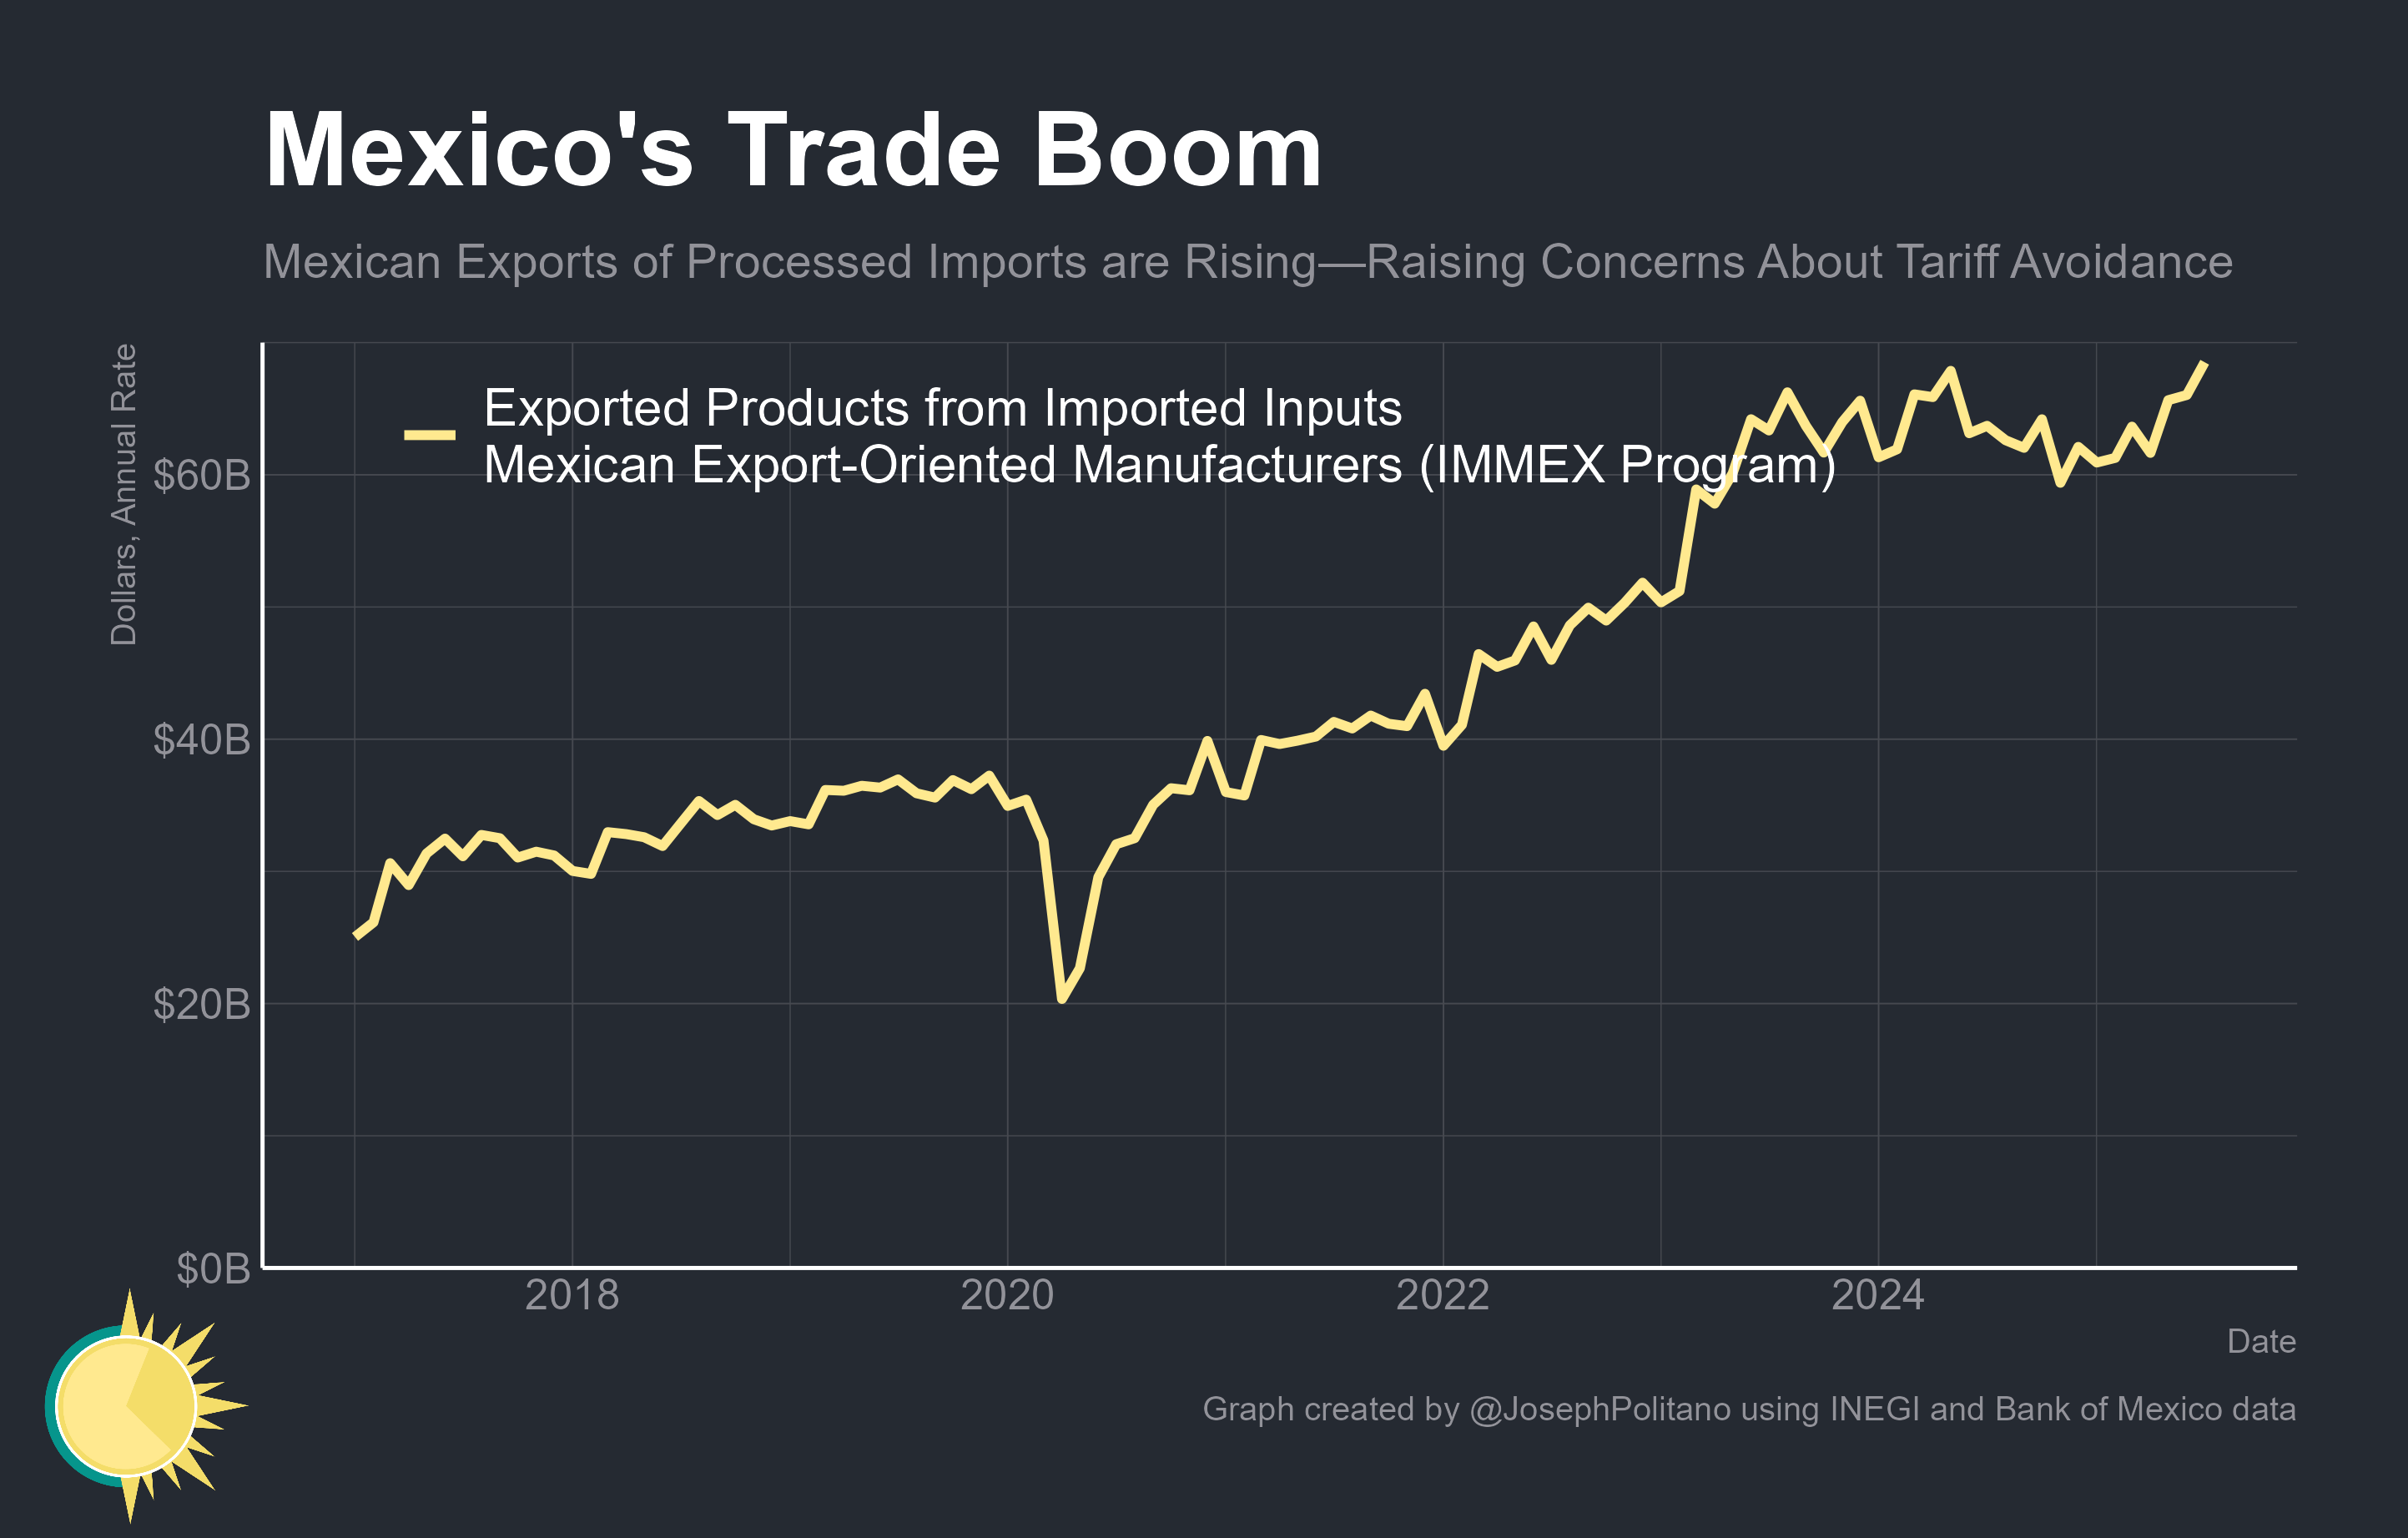 Mexico's Trade Boom
Mexican Exports of Processed Imports are Rising—Raising Concerns About Tariff Avoidance
Dollars, Annual Rate
Exported Products from Imported Inputs
Mexican Export-Oriented Manufacturers (IMMEX Program)
$60B
$40B
$20B
$0B
2018
2020
2022
2024
Date
Graph created by @JosephPolitano using INEGI and Bank of Mexico data